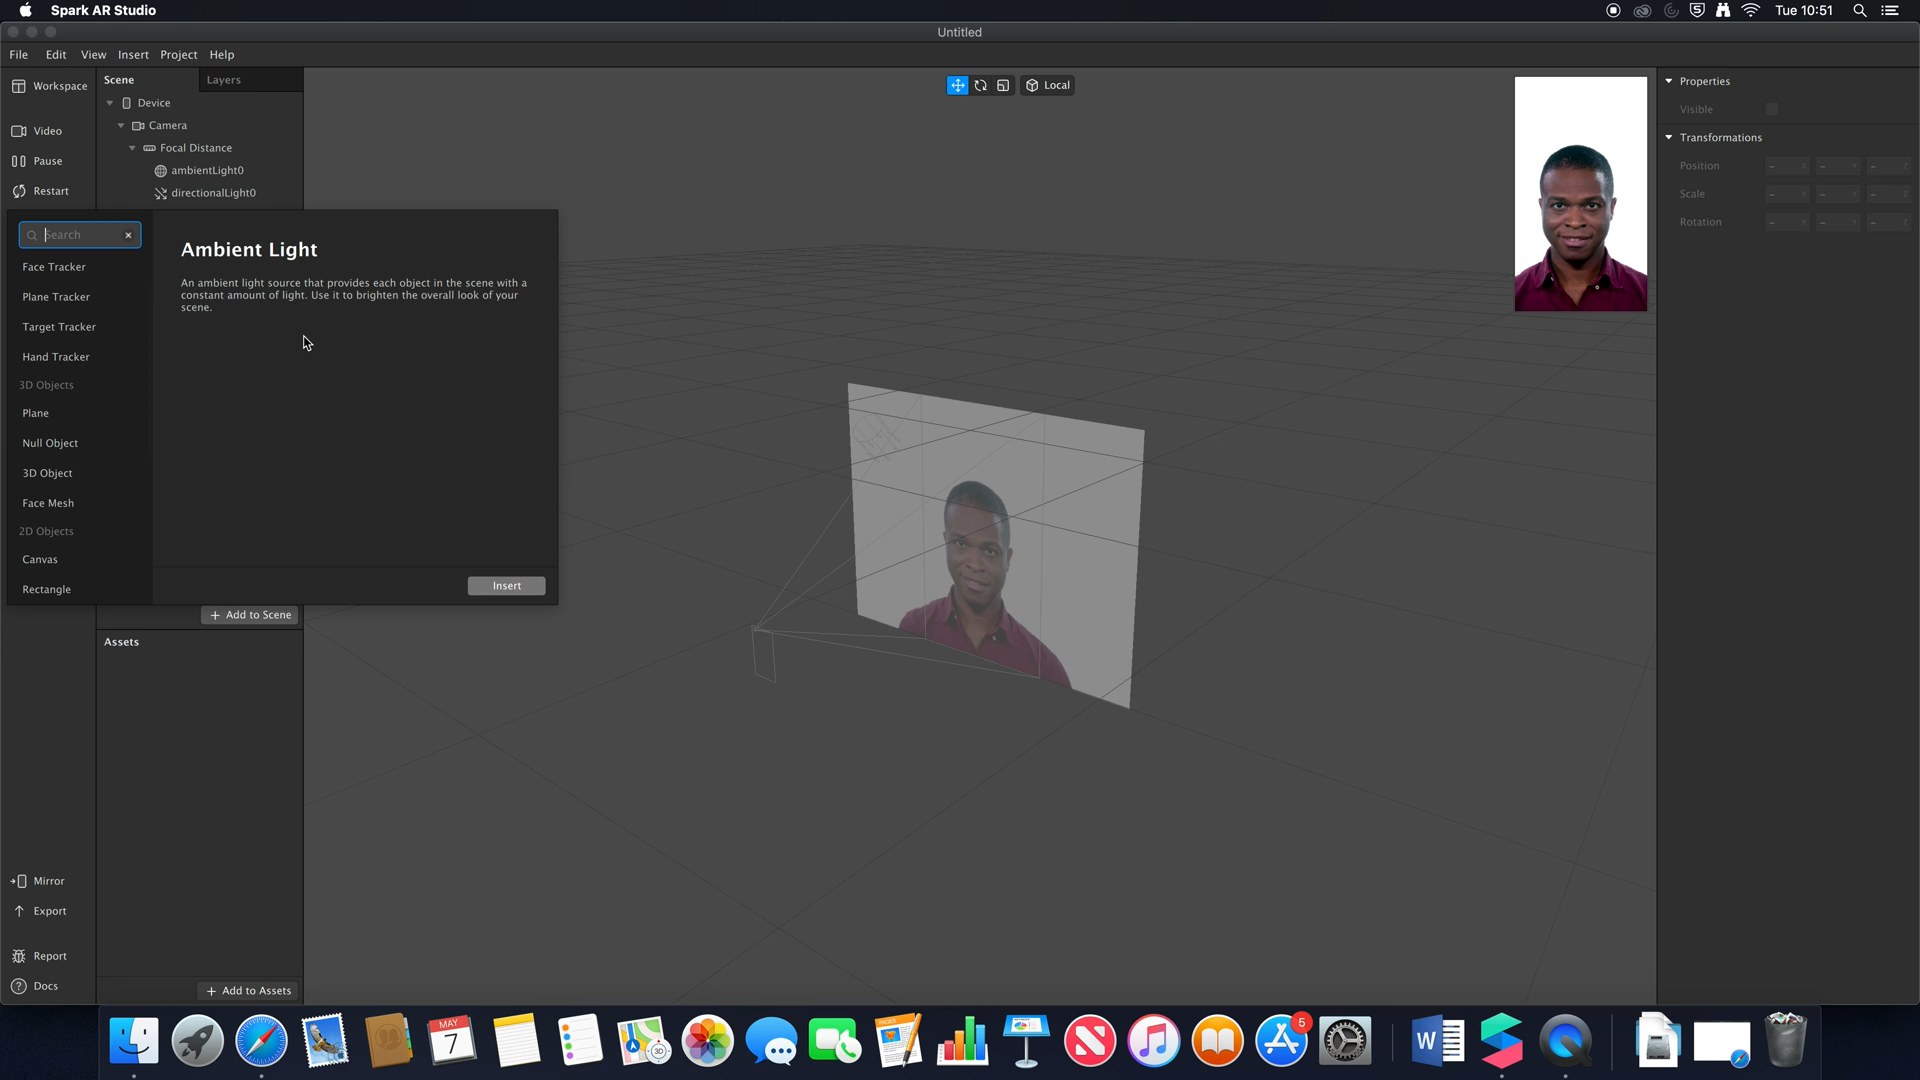 Spark AR Studio
Tue 10:51
Untitled
File Edit View Insert Project Help
Workspace
Video
Pause
Restart
Scene
Layers
Device
Camera
Focal Distance
ambientLight0
directionalLight0
Local
Properties
Visible
Transformations
Position - X - Y - Z
Scale - X - Y - Z
Rotation - X - Y - Z
Search
Face Tracker
Plane Tracker
Target Tracker
Hand Tracker
3D Objects
Plane
Null Object
3D Object
Face Mesh
2D Objects
Canvas
Rectangle
Ambient Light
An ambient light source that provides each object in the scene with a
constant amount of light. Use it to brighten the overall look of your
scene.
Insert
+ Add to Scene
Assets
Mirror
Export
Report
? Docs
+ Add to Assets
MAY
7
3D
PAGES
5
W